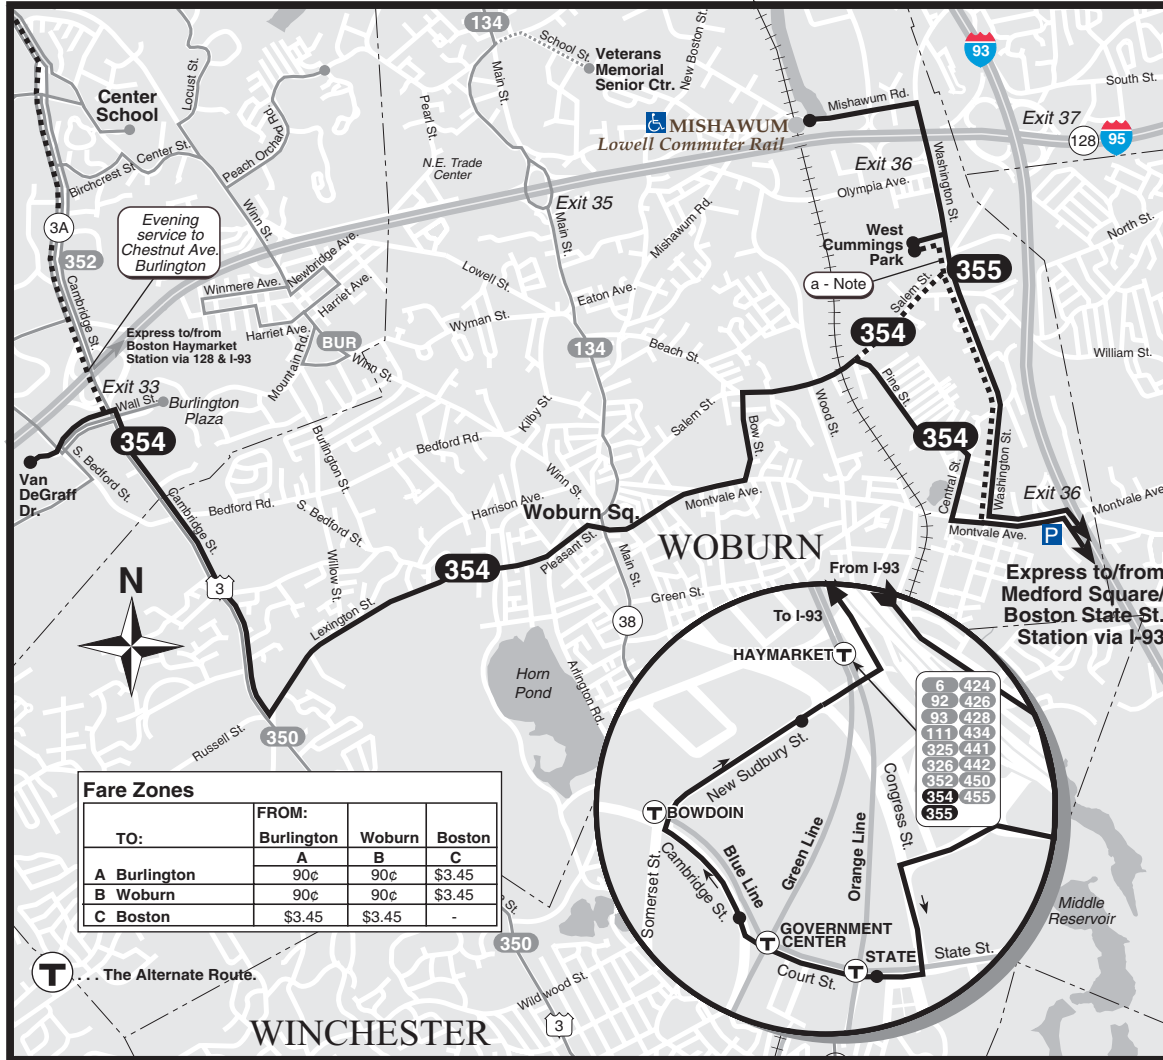 134
School St.
Veterans
Memorial
Senior Ctr.
New Boston St.
93
South St.
Locust St.
Center
School
Main St.
Pearl St.
Peach Orchard Rd.
MISHAWUM
Lowell Commuter Rail
Mishawum Rd.
Exit 37
128
95
Birchcrest St
Center St.
N.E. Trade
Center
Exit 36
Olympia Ave.
Washington St.
3A
352
Evening
service to
Chestnut Ave.
Burlington
Winn St.
Exit 35
Main St.
Mishawum Rd.
West
Cummings
Park
North St.
Cambridge St.
Winmere Ave.
Newbridge Ave.
Harriet Ave.
Lowell St.
Eaton Ave.
a - Note
Salem St.
355
Express to/from
Boston Haymarket
Station via 128 & I-93
Harriet Ave.
Mountain Rd.
BUR
Winn St.
Wyman St.
134
Beach St.
354
William St.
Exit 33
Wall St.
Burlington
Plaza
354
Kilby St.
Salem St.
Bow St.
Wood St.
Pine St.
354
Van
DeGraff
Dr.
S. Bedford St.
Burlington St.
Bedford Rd.
Winn St.
Central St.
Washington St.
Exit 36
Cambridge St.
Bedford Rd.
S. Bedford St.
Harrison Ave.
Woburn Sq.
Montvale Ave.
Montvale Ave
Montvale Ave.
P
N
3
Willow St.
Lexington St.
354
Pleasant St.
Main St.
WOBURN
Green St.
38
From I-93
To I-93
Express to/from
Medford Square/
Boston State St.
Station via I-93
Horn
Pond
Arlington Rd.
Russell St.
350
T HAYMARKET
6 424
92 426
93 428
111 434
325 441
326 442
352 450
354 455
355
New Sudbury St.
Congress St.
T BOWDOIN
Somerset St.
Cambridge St.
Blue Line
Green Line
Orange Line
T GOVERNMENT
CENTER
Court St.
T STATE
State St.
Middle
Reservoir
Fare Zones
FROM:
TO: Burlington Woburn Boston
A B C
A Burlington 90¢ 90¢ $3.45
B Woburn 90¢ 90¢ $3.45
C Boston $3.45 $3.45 -
St.
350
T . . . . The Alternate Route.
Wild wood St.
3
WINCHESTER